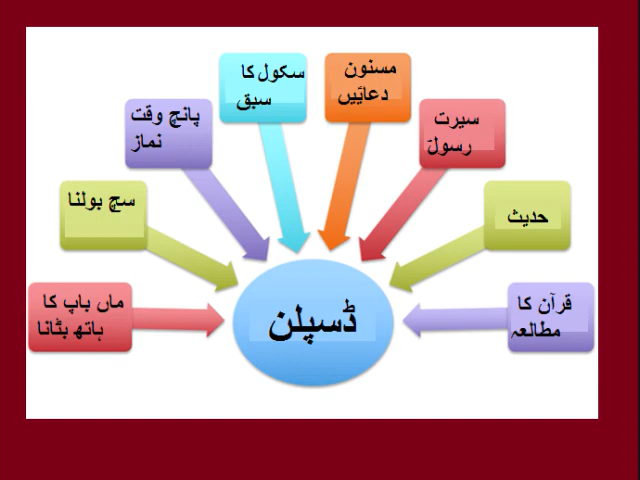 سکول کا
سبق
مسنون
دعائیں
پانچ وقت
نماز
سیرت
رسولؐ
سچ بولنا
حدیث
ماں باپ کا
ہاتھ بٹانا
قرآن کا
مطالعہ
ڈسپلن